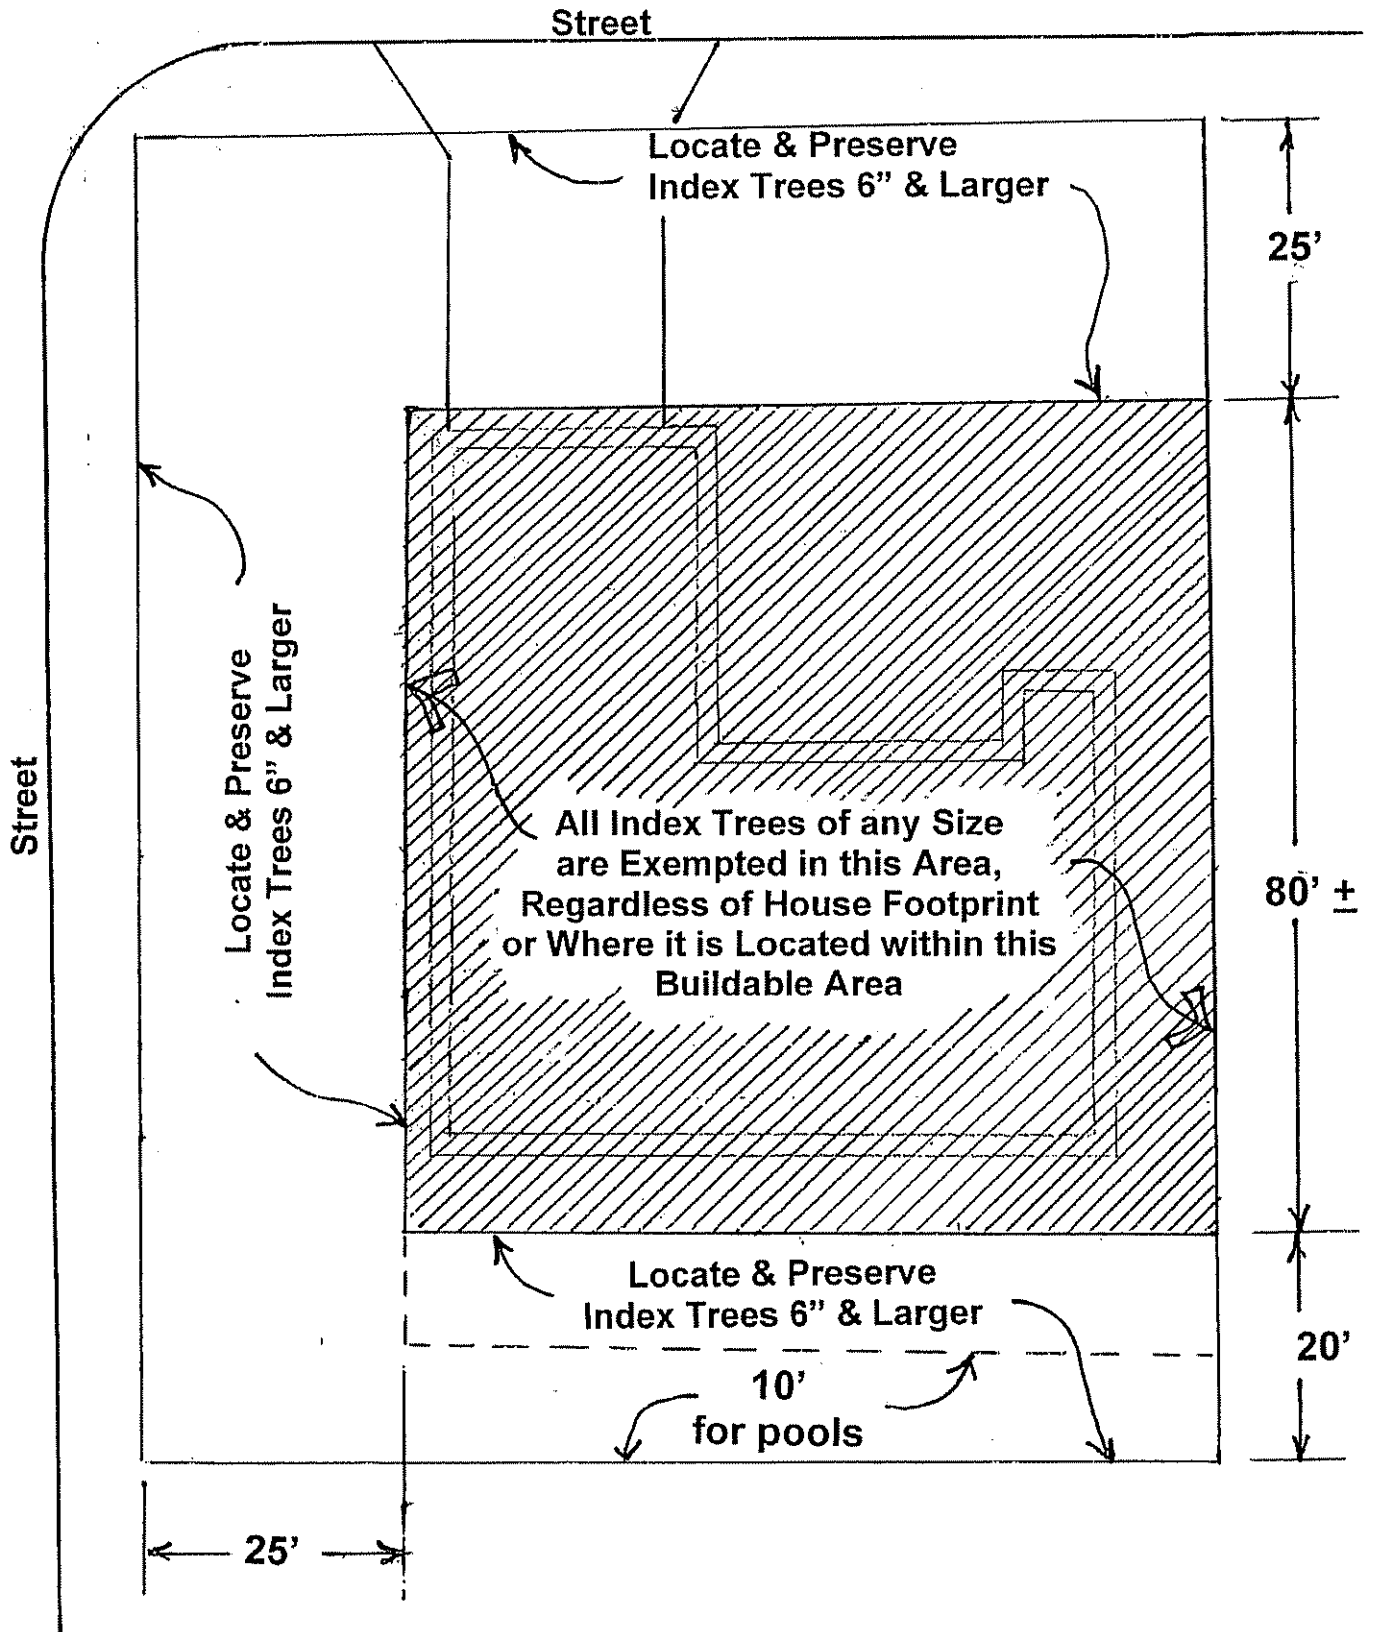 Street
Locate & Preserve
Index Trees 6” & Larger
25’
Street
Locate & Preserve
Index Trees 6” & Larger
All Index Trees of any Size
are Exempted in this Area,
Regardless of House Footprint
or Where it is Located within this
Buildable Area
80’ ±
Locate & Preserve
Index Trees 6” & Larger
20’
10’
for pools
25’